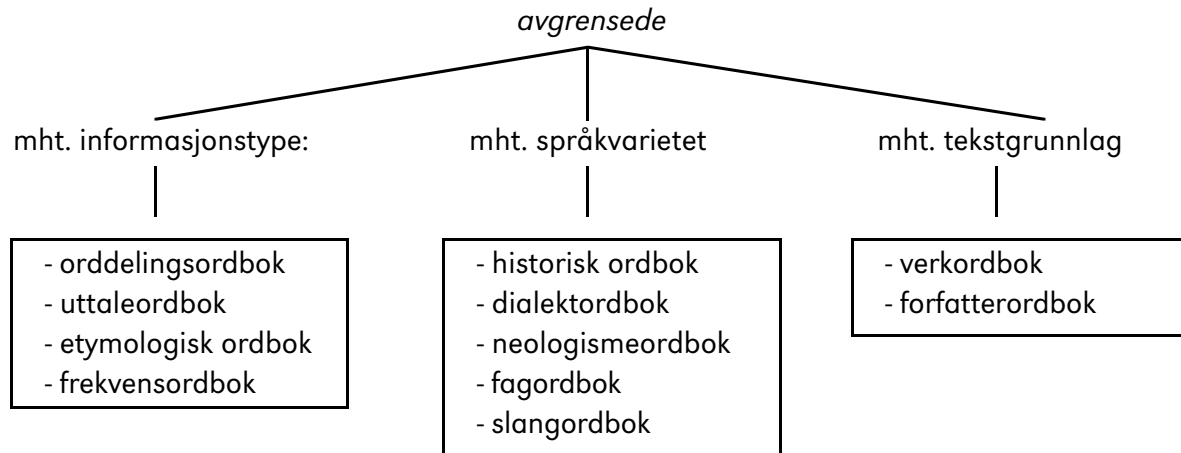 avgrensede
mht. informasjonstype:
mht. språkvarietet
mht. tekstgrunnlag
- orddelingsordbok
- uttaleordbok
- etymologisk ordbok
- frekvensordbok
- historisk ordbok
- dialektordbok
- neologismeordbok
- fagordbok
- slangordbok
- verkordbok
- forfatterordbok